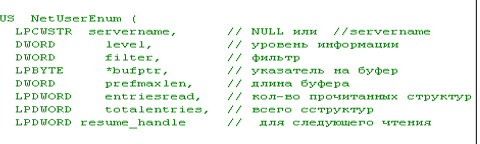 US NetUserEnum (
LPCWSTR servername, // NULL или //servername
DWORD level, // уровень информации
DWORD filter, // фильтр
LPBYTE *bufptr, // указатель на буфер
DWORD prefmaxlen, // длина буфера
LPDWORD entriesread, // кол-во прочитанных структур
LPDWORD totalentries, // всего сструктур
LPDWORD resume_handle // для следующего чтения